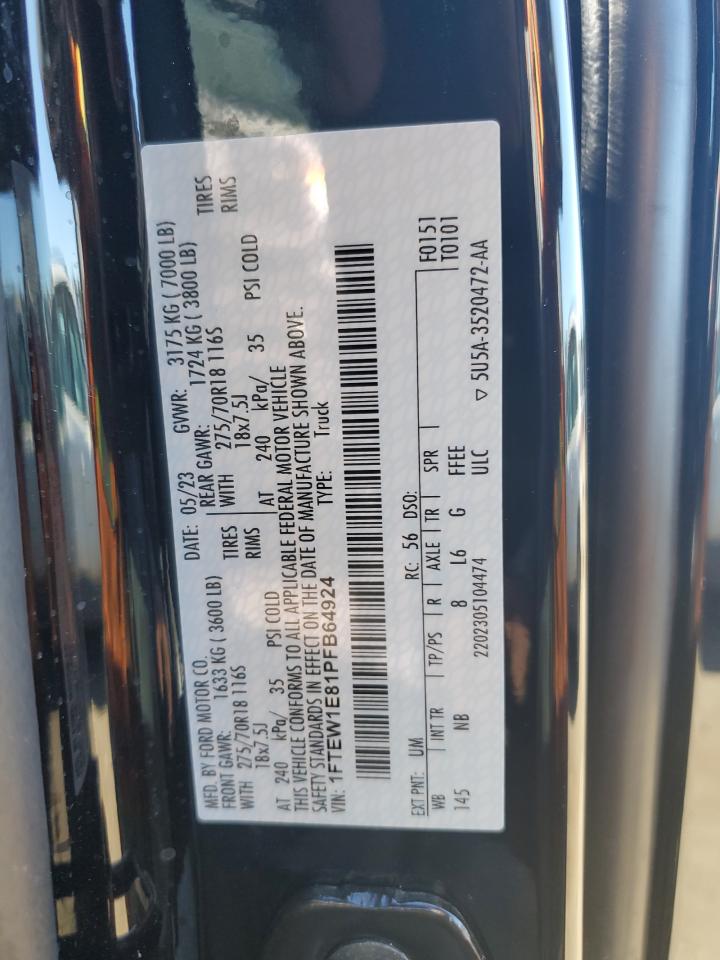 MFD. BY FORD MOTOR CO. DATE: 05/23 GVWR: 3175 KG ( 7000 LB)
FRONT GAWR: 1633 KG ( 3600 LB) REAR GAWR: 1724 KG ( 3800 LB)
WITH 275/70R18 116S TIRES WITH 275/70R18 116S TIRES
18x7.5J RIMS 18x7.5J RIMS
AT 240 kPa/ 35 PSI COLD AT 240 kPa/ 35 PSI COLD
THIS VEHICLE CONFORMS TO ALL APPLICABLE FEDERAL MOTOR VEHICLE
SAFETY STANDARDS IN EFFECT ON THE DATE OF MANUFACTURE SHOWN ABOVE.
VIN: 1FTEW1E81PFB64924 TYPE: Truck
EXT PNT: UM RC: 56 DSO: F0151
WB INT TR TP/PS R AXLE TR SPR T0101
145 NB 8 L6 G FFEE
2202305104474 ULC ▽ 5U5A-3520472-AA